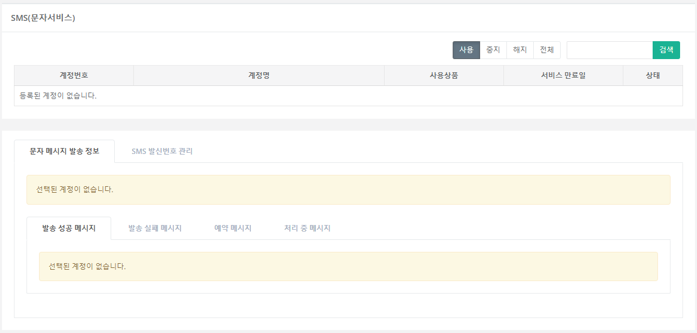 SMS(문자서비스)
사용 중지 해지 전체 검색
계정번호 계정명 사용상품 서비스 만료일 상태
등록된 계정이 없습니다.
문자 메시지 발송 정보 SMS 발신번호 관리
선택된 계정이 없습니다.
발송 성공 메시지 발송 실패 메시지 예약 메시지 처리 중 메시지
선택된 계정이 없습니다.